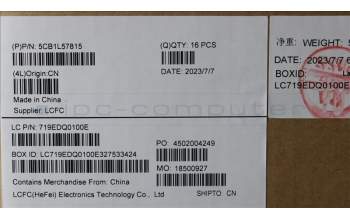 (P)P/N: 5CB1L57815
(Q)QTY: 16 PCS
(4L)Origin:CN
DATE: 2023/7/7
Made in China
Supplier: LCFC
净重: WEIGHT:
DATE: 2023/7/7
BOXID:
LC719EDQ0100E
LC P/N: 719EDQ0100E
PO: 4502004249
BOX ID: LC719EDQ0100E327533424
MO: 18500927
Contains Merchandise From: China
LCFC(HeFei) Electronics Technology Co., Ltd
SHIPTO CN